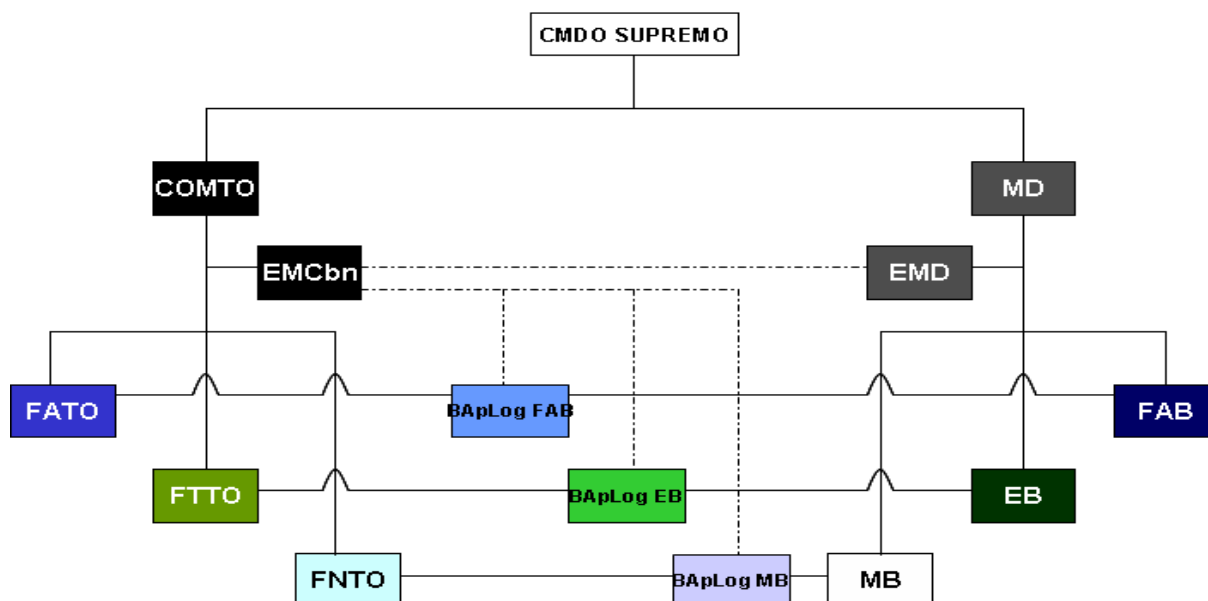 CMDO SUPREMO
COMTO
MD
EMCbn
EMD
FATO
BApLog FAB
FAB
FTTO
BApLog EB
EB
FNTO
BApLog MB
MB